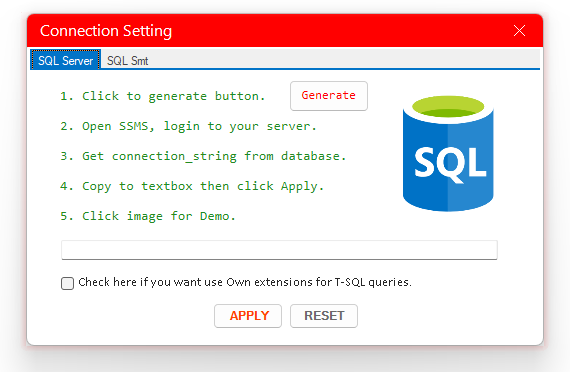 Connection Setting
SQL Server SQL Smt
1. Click to generate button. Generate
2. Open SSMS, login to your server.
3. Get connection_string from database.
4. Copy to textbox then click Apply.
5. Click image for Demo.
SQL
Check here if you want use Own extensions for T-SQL queries.
APPLY RESET